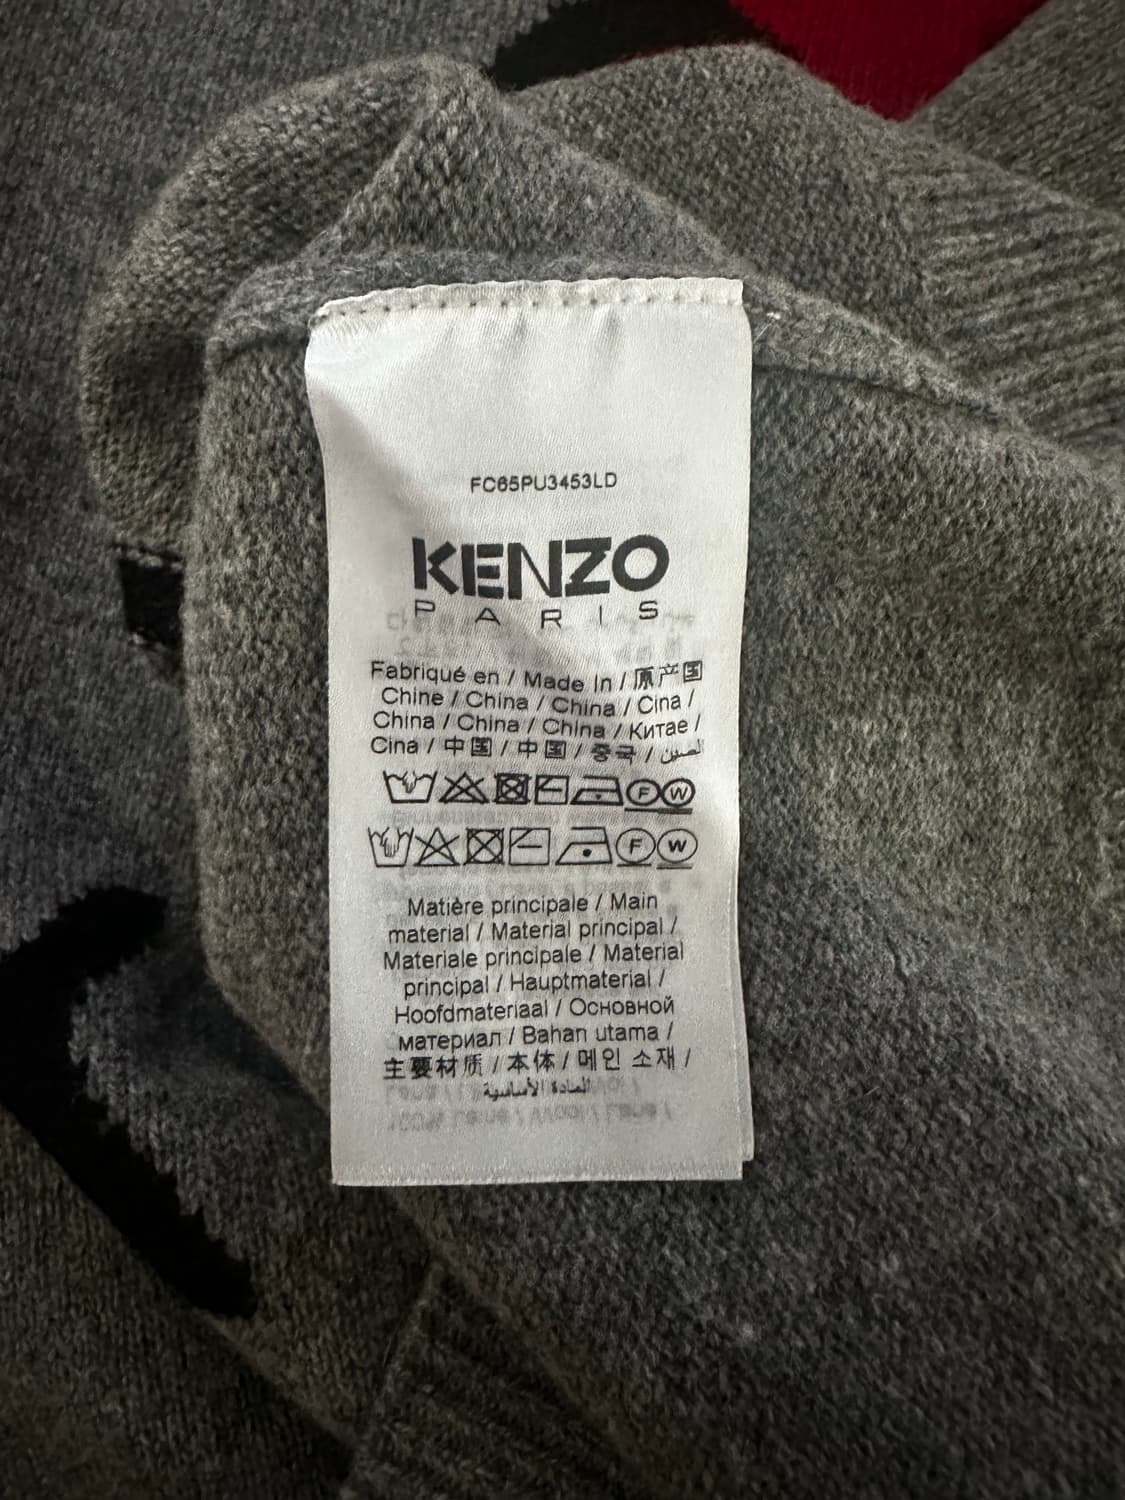 FC65PU3453LD
KENZO
PARIS
Fabriqué en / Made In / 原产国
Chine / China / China / Cina /
China / China / China / Китае /
Cina / 中国 / 中国 / 중국 / الصين
F W
F W
Matière principale / Main
material / Material principal /
Materiale principale / Material
principal / Hauptmaterial /
Hoofdmateriaal / Основной
материал / Bahan utama /
主要材质 / 本体 / 메인 소재 /
المادة الأساسية